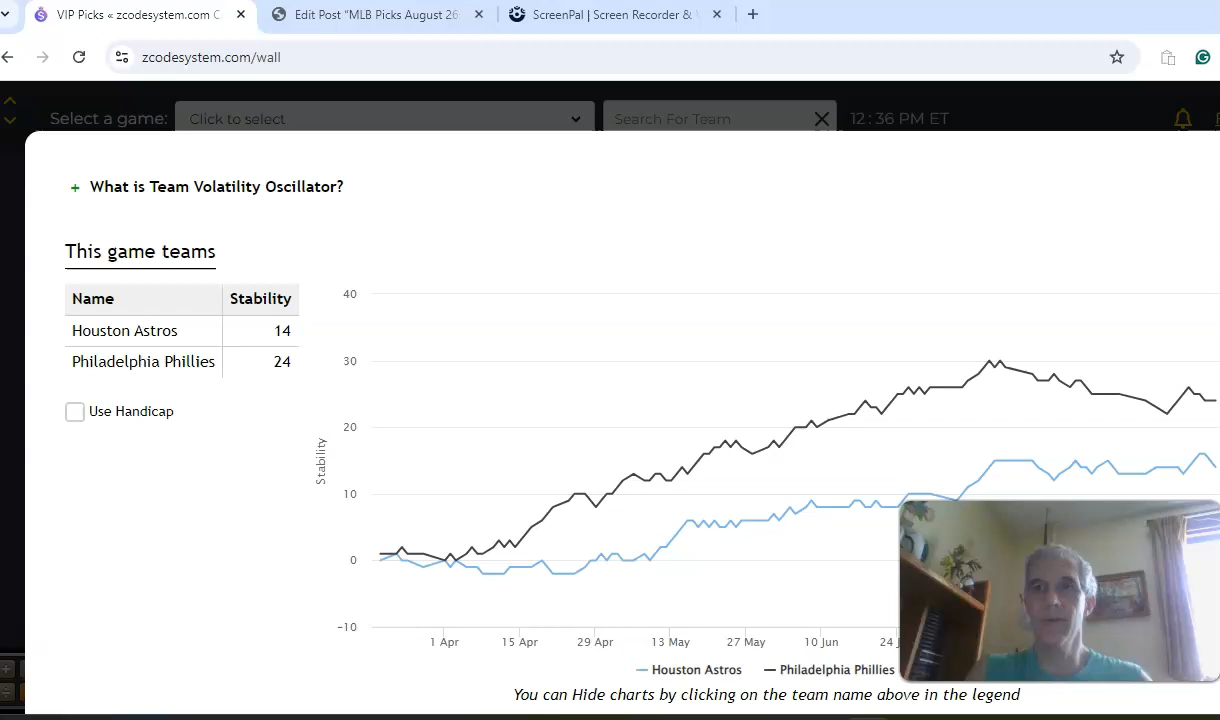 VIP Picks « zcodesystem.com C
Edit Post "MLB Picks August 26
ScreenPal | Screen Recorder &
zcodesystem.com/wall
Select a game:
Click to select
Search For Team
12:36 PM ET
+ What is Team Volatility Oscillator?
This game teams
Name Stability
Houston Astros 14
Philadelphia Phillies 24
Use Handicap
40
30
20
10
0
-10
Stability
1 Apr 15 Apr 29 Apr 13 May 27 May 10 Jun 24
Houston Astros Philadelphia Phillies
You can Hide charts by clicking on the team name above in the legend